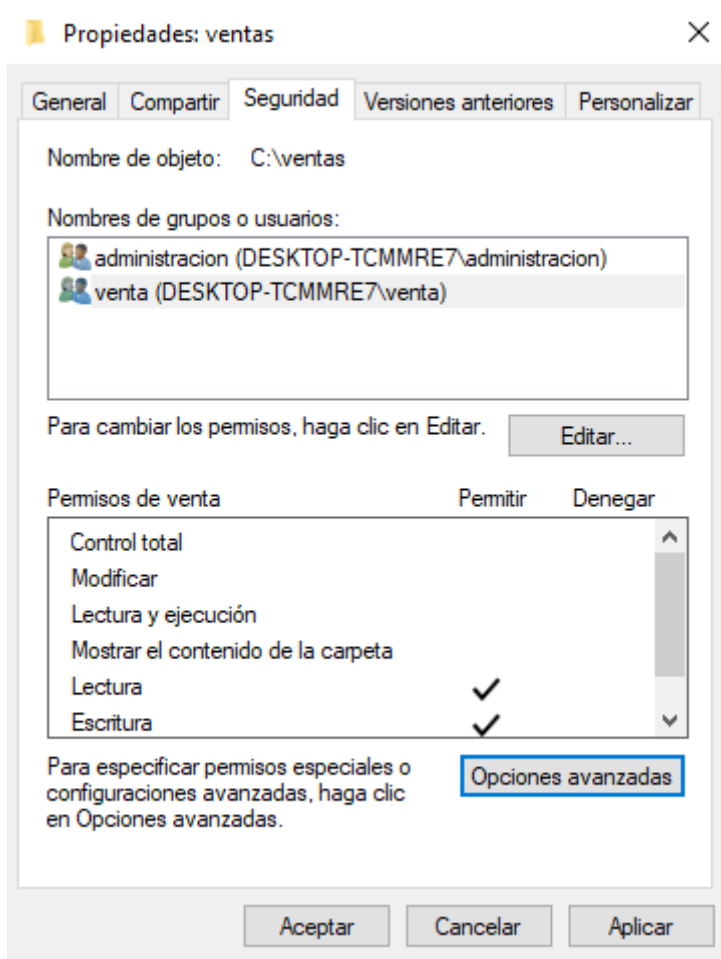 Propiedades: ventas
General Compartir Seguridad Versiones anteriores Personalizar
Nombre de objeto: C:\ventas
Nombres de grupos o usuarios:
administracion (DESKTOP-TCMMRE7\administracion)
venta (DESKTOP-TCMMRE7\venta)
Para cambiar los permisos, haga clic en Editar. Editar...
Permisos de venta Permitir Denegar
Control total
Modificar
Lectura y ejecución
Mostrar el contenido de la carpeta
Lectura
Escritura
Para especificar permisos especiales o
configuraciones avanzadas, haga clic
en Opciones avanzadas.
Opciones avanzadas
Aceptar Cancelar Aplicar